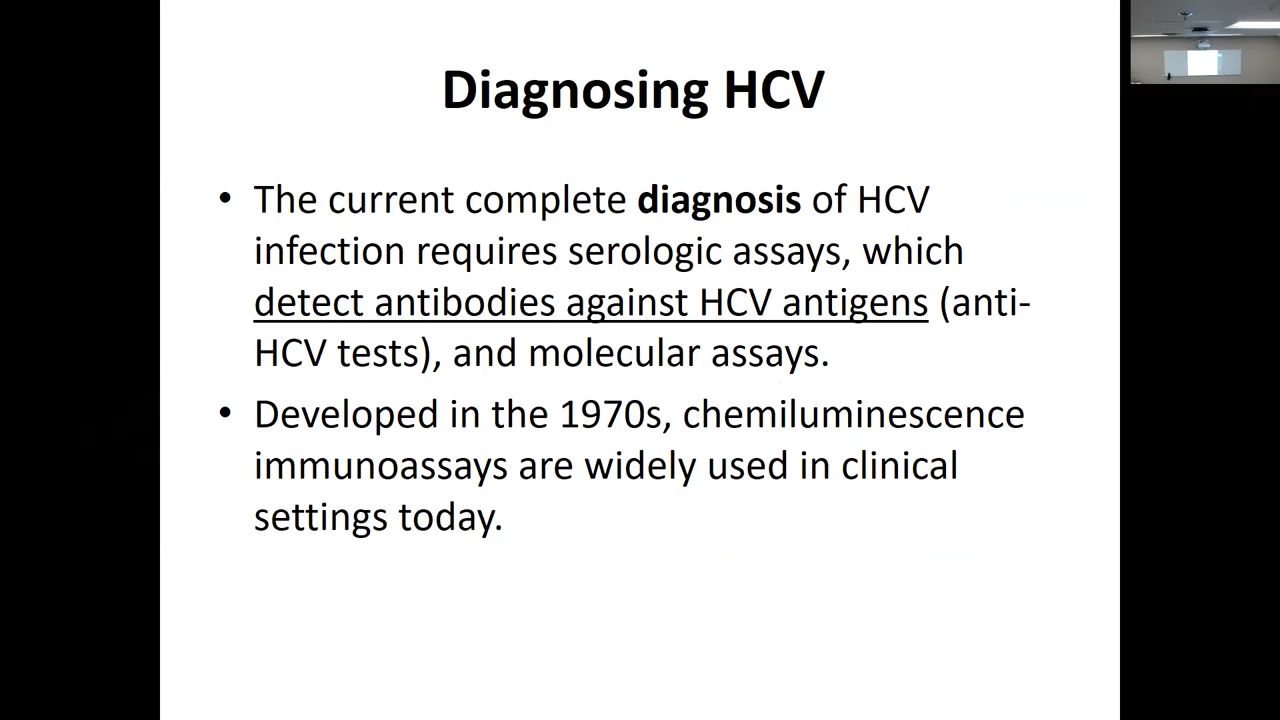 Diagnosing HCV
• The current complete diagnosis of HCV
infection requires serologic assays, which
detect antibodies against HCV antigens (anti-
HCV tests), and molecular assays.
• Developed in the 1970s, chemiluminescence
immunoassays are widely used in clinical
settings today.